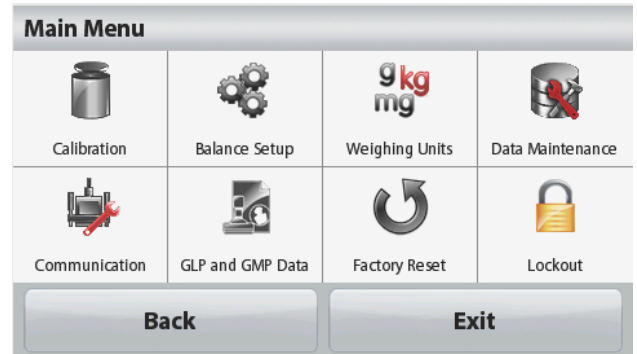 Main Menu
g kg
mg
Calibration
Balance Setup
Weighing Units
Data Maintenance
Communication
GLP and GMP Data
Factory Reset
Lockout
Back
Exit